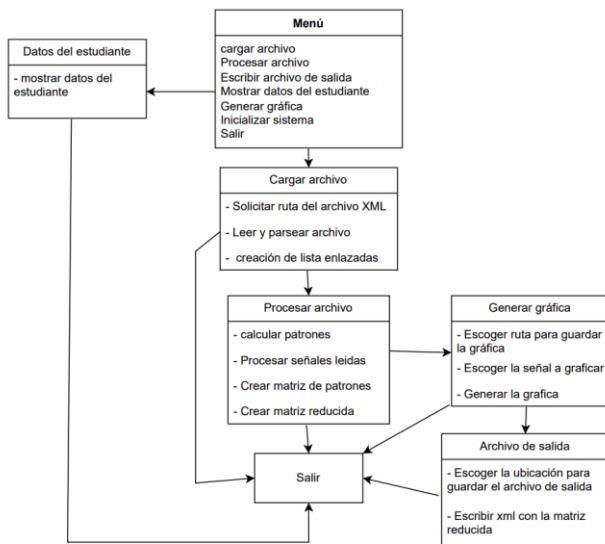 Menú
cargar archivo
Procesar archivo
Escribir archivo de salida
Mostrar datos del estudiante
Generar gráfica
Inicializar sistema
Salir
Datos del estudiante
- mostrar datos del
estudiante
Cargar archivo
- Solicitar ruta del archivo XML
- Leer y parsear archivo
- creación de lista enlazadas
Procesar archivo
- calcular patrones
- Procesar señales leidas
- Crear matriz de patrones
- Crear matriz reducida
Generar gráfica
- Escoger ruta para guardar
la gráfica
- Escoger la señal a graficar
- Generar la grafica
Archivo de salida
- Escoger la ubicación para
guardar el archivo de salida
- Escribir xml con la matriz
reducida
Salir